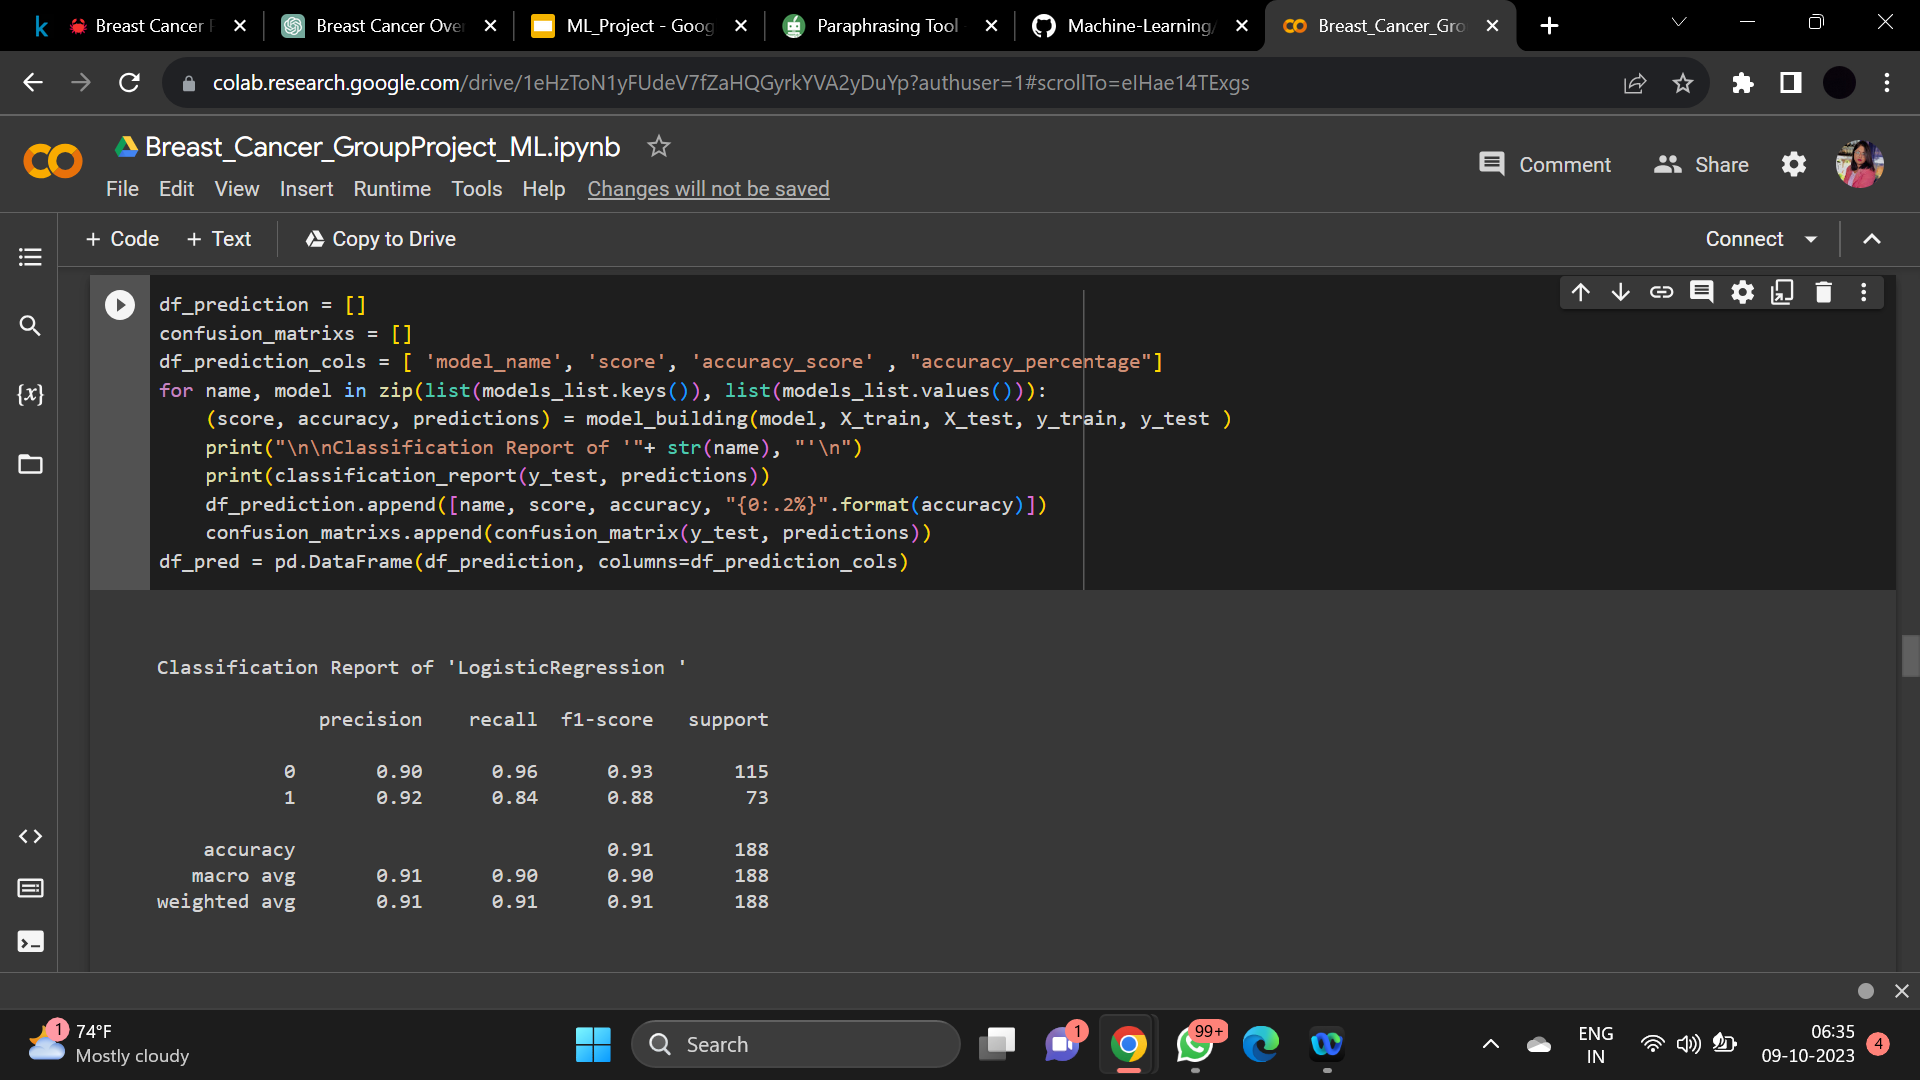 Breast Cancer
Breast Cancer Ove
ML_Project - Goog
Paraphrasing Tool
Machine-Learning/
Breast_Cancer_Gro
colab.research.google.com/drive/1eHzToN1yFUdeV7fZaHQGyrkYVA2yDuYp?authuser=1#scrollTo=eIHae14TExgs
Breast_Cancer_GroupProject_ML.ipynb
Comment
Share
File Edit View Insert Runtime Tools Help Changes will not be saved
+ Code + Text Copy to Drive
Connect
df_prediction = []
confusion_matrixs = []
df_prediction_cols = [ 'model_name', 'score', 'accuracy_score' , "accuracy_percentage"]
for name, model in zip(list(models_list.keys()), list(models_list.values())):
(score, accuracy, predictions) = model_building(model, X_train, X_test, y_train, y_test )
print("\n\nClassification Report of '"+ str(name), "'\n")
print(classification_report(y_test, predictions))
df_prediction.append([name, score, accuracy, "{0:.2%}".format(accuracy)])
confusion_matrixs.append(confusion_matrix(y_test, predictions))
df_pred = pd.DataFrame(df_prediction, columns=df_prediction_cols)
{x}
Classification Report of 'LogisticRegression '
precision recall f1-score support
0 0.90 0.96 0.93 115
1 0.92 0.84 0.88 73
accuracy 0.91 188
macro avg 0.91 0.90 0.90 188
weighted avg 0.91 0.91 0.91 188
1
74°F
Mostly cloudy
Search
1
99+
ENG
IN
06:35
09-10-2023
4